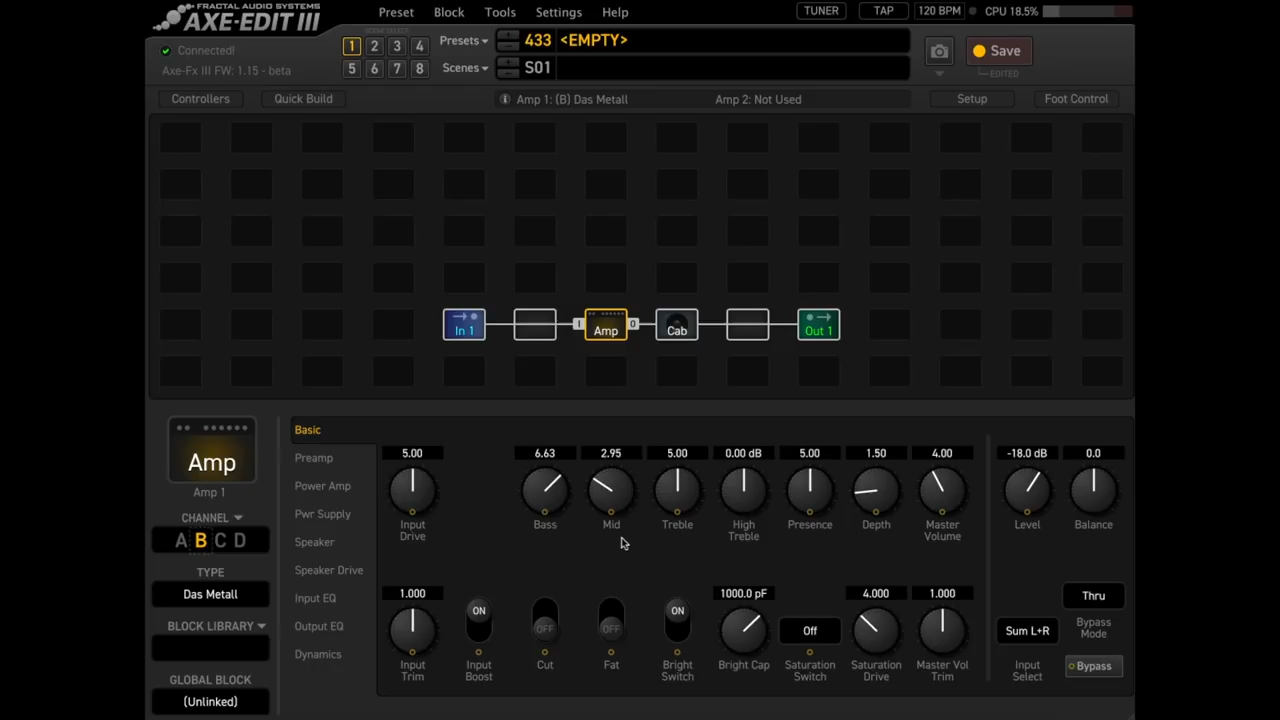 FRACTAL AUDIO SYSTEMS
AXE-EDIT III
Preset Block Tools Settings Help
TUNER TAP 120 BPM CPU 18.5%
Connected!
Axe-Fx III FW: 1.15 - beta
SCENE SELECT
1 2 3 4
5 6 7 8
Presets
433 <EMPTY>
Scenes
S01
Save
EDITED
Controllers
Quick Build
Amp 1: (B) Das Metall
Amp 2: Not Used
Setup
Foot Control
In 1
I
Amp
O
Cab
Out 1
Amp
Amp 1
CHANNEL
A B C D
TYPE
Das Metall
BLOCK LIBRARY
GLOBAL BLOCK
(Unlinked)
Basic
Preamp
Power Amp
Pwr Supply
Speaker
Speaker Drive
Input EQ
Output EQ
Dynamics
5.00 6.63 2.95 5.00 0.00 dB 5.00 1.50 4.00 -18.0 dB 0.0
Input Drive
Bass
Mid
Treble
High Treble
Presence
Depth
Master Volume
Level
Balance
1.000
ON
OFF
OFF
ON
1000.0 pF
Off
4.000
1.000
Sum L+R
Thru
Bypass Mode
Bypass
Input Trim
Input Boost
Cut
Fat
Bright Switch
Bright Cap
Saturation Switch
Saturation Drive
Master Vol Trim
Input Select